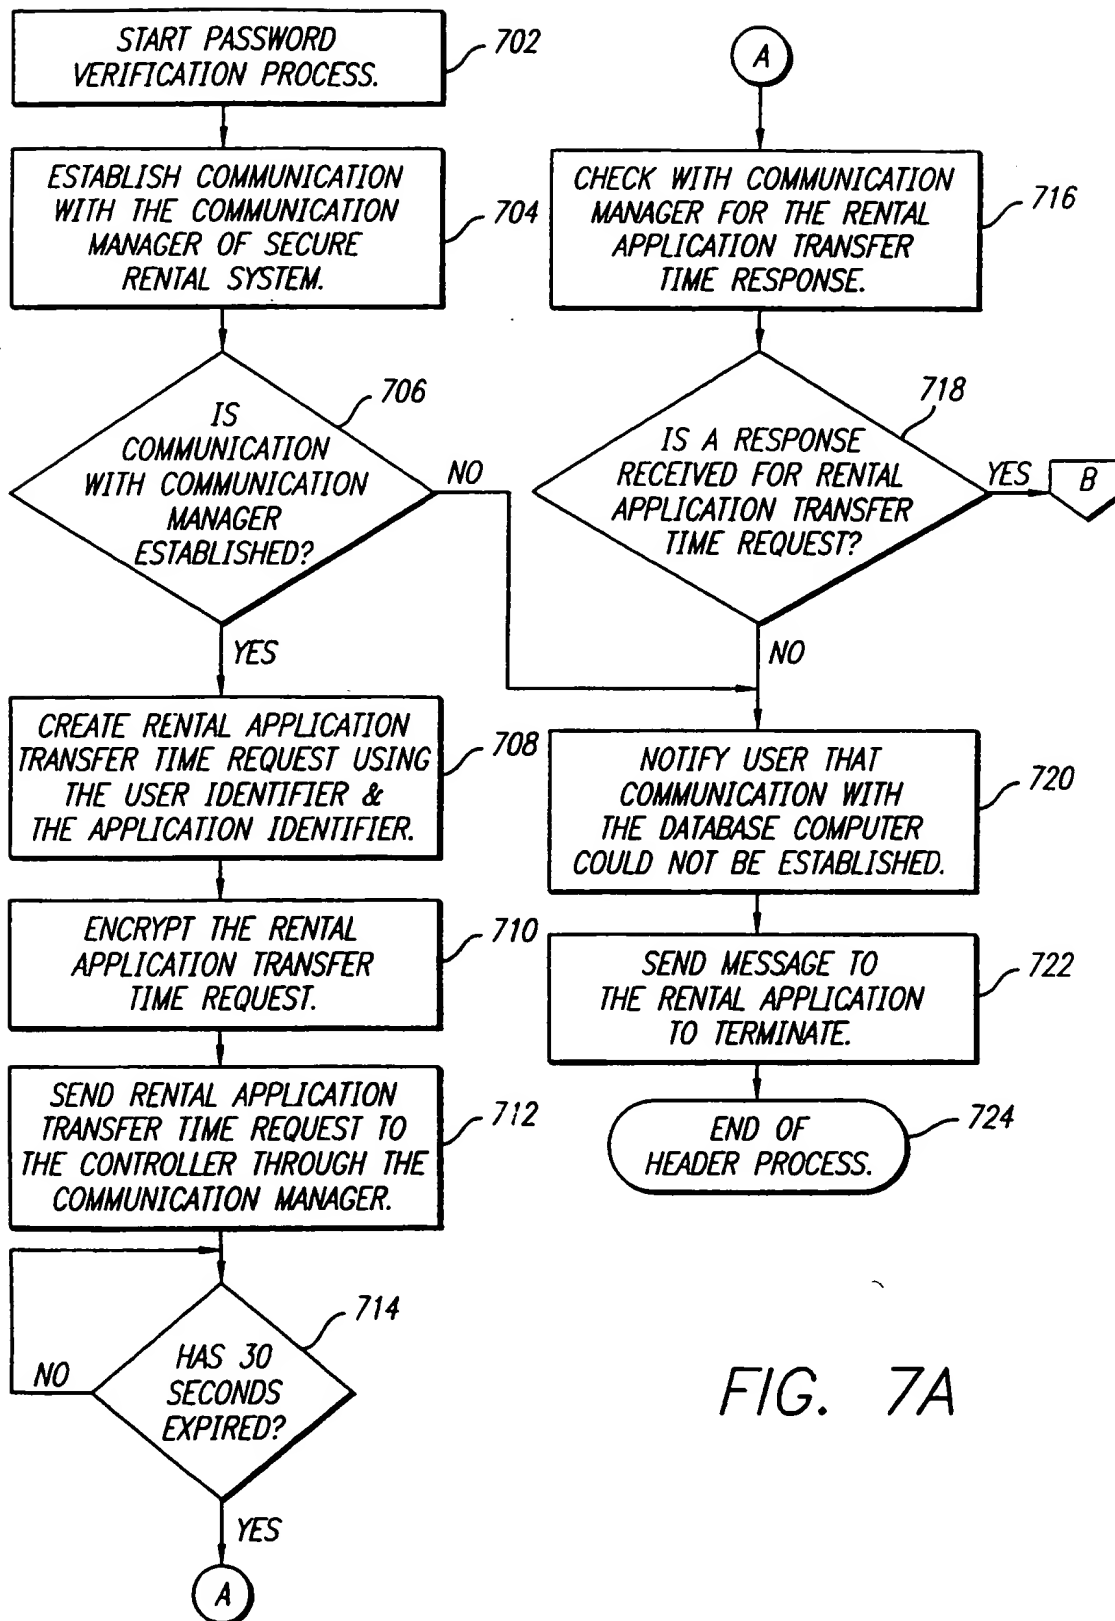 START PASSWORD
VERIFICATION PROCESS.
702
ESTABLISH COMMUNICATION
WITH THE COMMUNICATION
MANAGER OF SECURE
RENTAL SYSTEM.
704
IS
COMMUNICATION
WITH COMMUNICATION
MANAGER
ESTABLISHED?
706
NO
YES
CREATE RENTAL APPLICATION
TRANSFER TIME REQUEST USING
THE USER IDENTIFIER &
THE APPLICATION IDENTIFIER.
708
ENCRYPT THE RENTAL
APPLICATION TRANSFER
TIME REQUEST.
710
SEND RENTAL APPLICATION
TRANSFER TIME REQUEST TO
THE CONTROLLER THROUGH THE
COMMUNICATION MANAGER.
712
HAS 30
SECONDS
EXPIRED?
714
NO
YES
A
A
CHECK WITH COMMUNICATION
MANAGER FOR THE RENTAL
APPLICATION TRANSFER
TIME RESPONSE.
716
IS A RESPONSE
RECEIVED FOR RENTAL
APPLICATION TRANSFER
TIME REQUEST?
718
YES
B
NO
NOTIFY USER THAT
COMMUNICATION WITH
THE DATABASE COMPUTER
COULD NOT BE ESTABLISHED.
720
SEND MESSAGE TO
THE RENTAL APPLICATION
TO TERMINATE.
722
END OF
HEADER PROCESS.
724
FIG. 7A